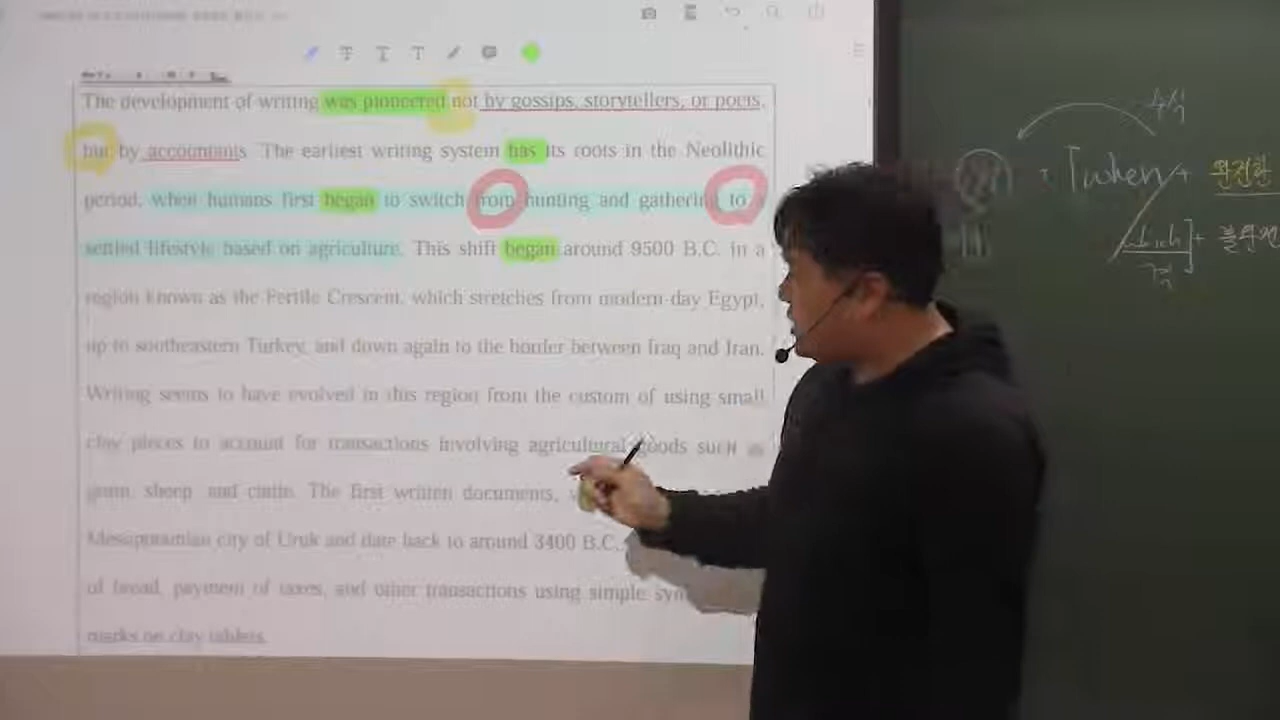 The development of writing was pioneered not by gossips, storytellers, or poets,
but by accountants. The earliest writing system has its roots in the Neolithic
period, when humans first began to switch from hunting and gathering to a
settled lifestyle based on agriculture. This shift began around 9500 B.C. in a
region known as the Fertile Crescent, which stretches from modern-day Egypt,
up to southeastern Turkey, and down again to the border between Iraq and Iran.
Writing seems to have evolved in this region from the custom of using small
clay pieces to account for transactions involving agricultural goods such as
grain, sheep, and cattle. The first written documents,
Mesopotamian city of Uruk and date back to around 3400 B.C.,
of bread, payment of taxes, and other transactions using simple
marks on clay tablets.
when + 완전한
which + 불완전